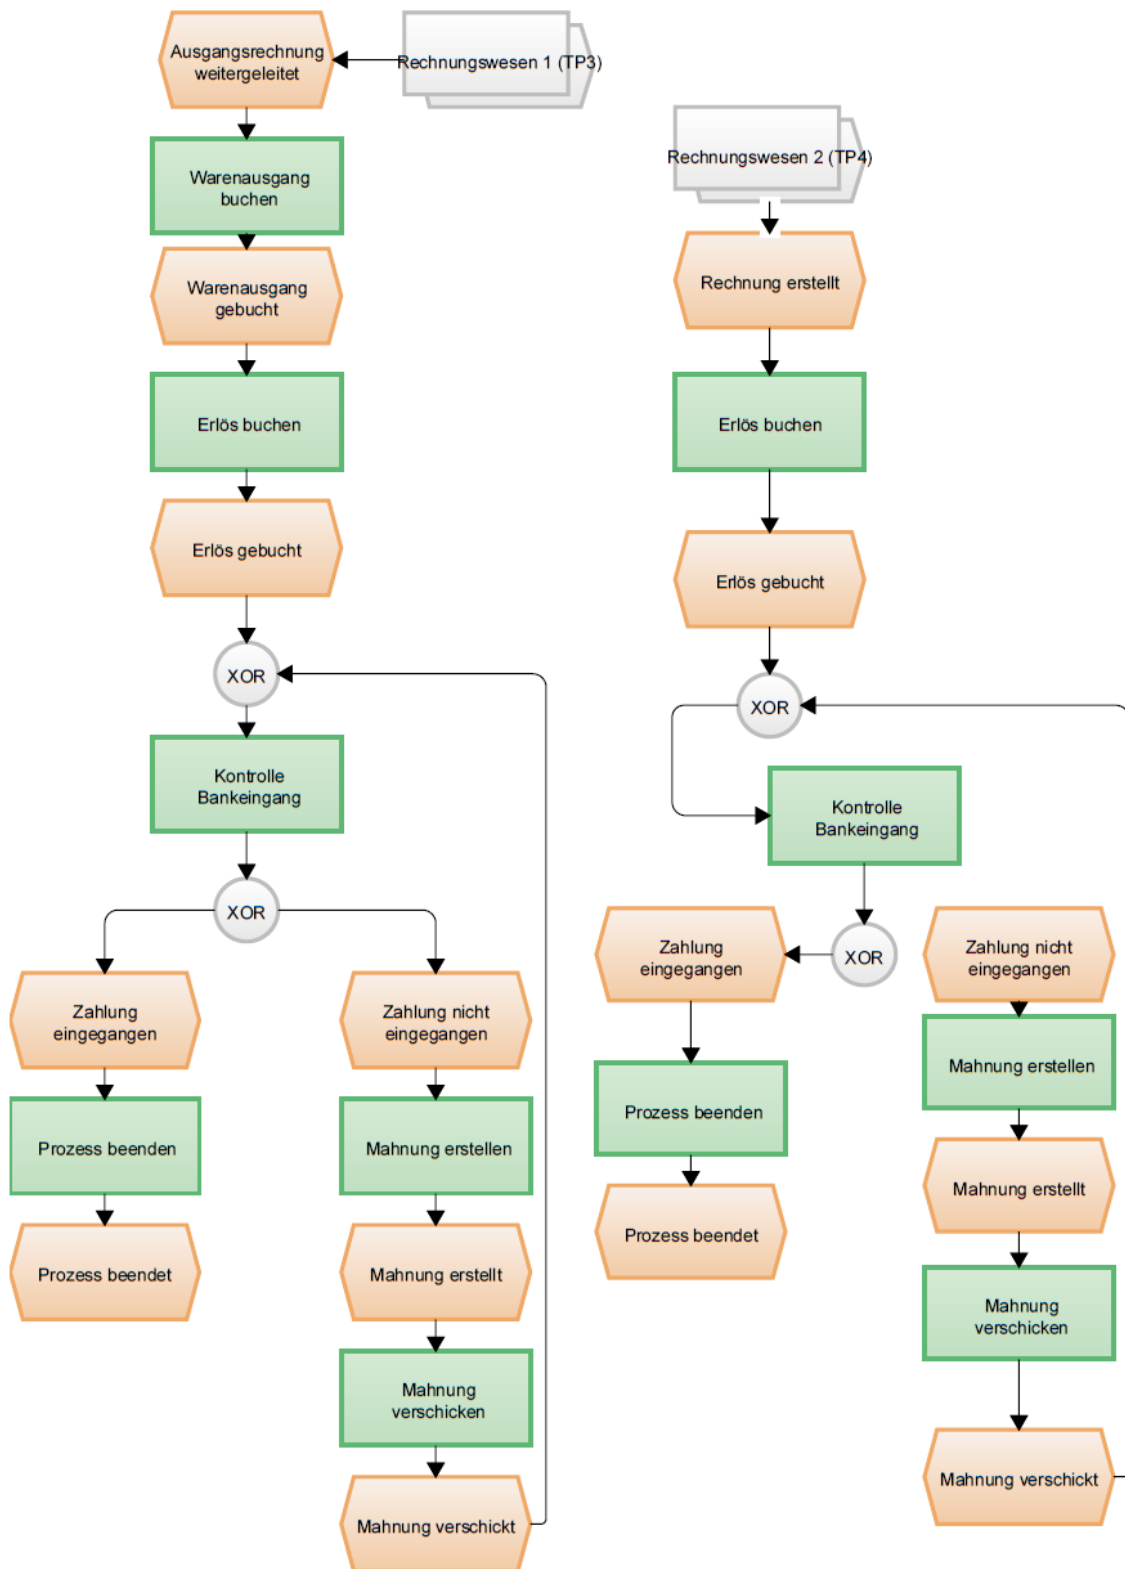 Ausgangsrechnung
weitergeleitet
Rechnungswesen 1 (TP3)
Warenausgang
buchen
Warenausgang
gebucht
Erlös buchen
Erlös gebucht
XOR
Kontrolle
Bankeingang
XOR
Zahlung
eingegangen
Prozess beenden
Prozess beendet
Zahlung nicht
eingegangen
Mahnung erstellen
Mahnung erstellt
Mahnung
verschicken
Mahnung verschickt
Rechnungswesen 2 (TP4)
Rechnung erstellt
Erlös buchen
Erlös gebucht
XOR
Kontrolle
Bankeingang
XOR
Zahlung
eingegangen
Prozess beenden
Prozess beendet
Zahlung nicht
eingegangen
Mahnung erstellen
Mahnung erstellt
Mahnung
verschicken
Mahnung verschickt